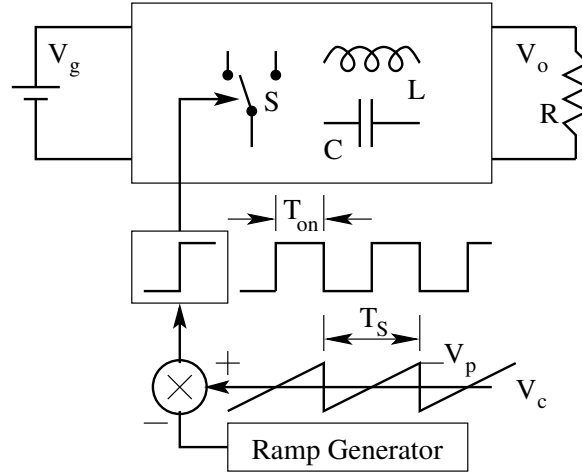 V_g
S
L
C
V_o
R
T_on
T_S
+
V_p
V_c
−
Ramp Generator